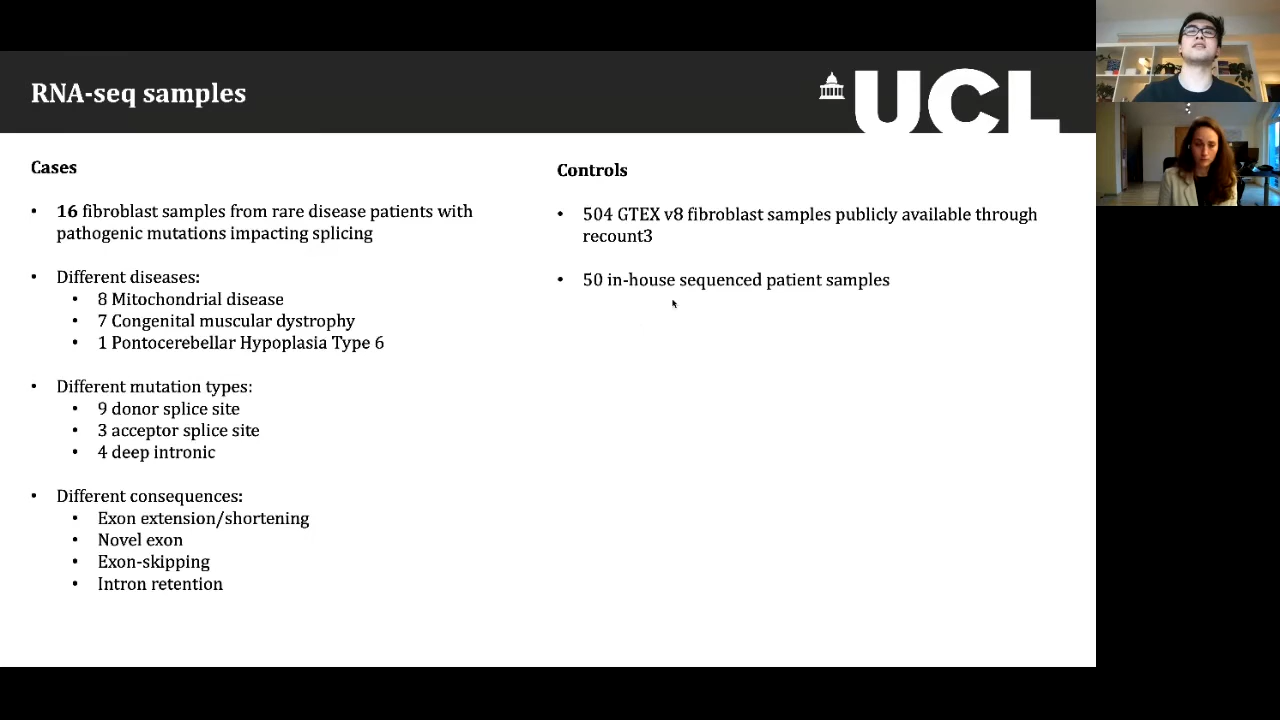 RNA-seq samples
UCL
Cases
• 16 fibroblast samples from rare disease patients with
pathogenic mutations impacting splicing
• Different diseases:
• 8 Mitochondrial disease
• 7 Congenital muscular dystrophy
• 1 Pontocerebellar Hypoplasia Type 6
• Different mutation types:
• 9 donor splice site
• 3 acceptor splice site
• 4 deep intronic
• Different consequences:
• Exon extension/shortening
• Novel exon
• Exon-skipping
• Intron retention
Controls
• 504 GTEX v8 fibroblast samples publicly available through
recount3
• 50 in-house sequenced patient samples